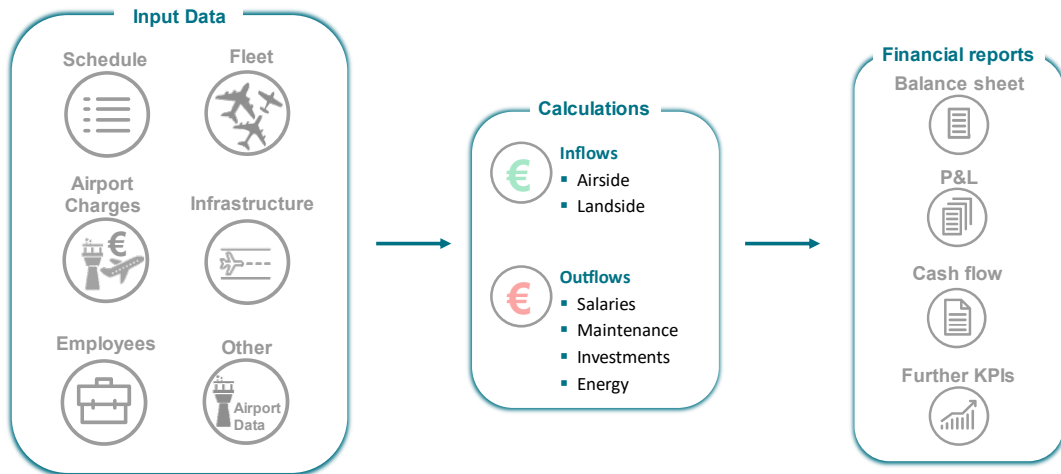 Input Data
Schedule
Fleet
Airport
Charges
Infrastructure
€
Employees
Other
Airport
Data
Calculations
€
Inflows
▪ Airside
▪ Landside
€
Outflows
▪ Salaries
▪ Maintenance
▪ Investments
▪ Energy
Financial reports
Balance sheet
P&L
Cash flow
Further KPIs